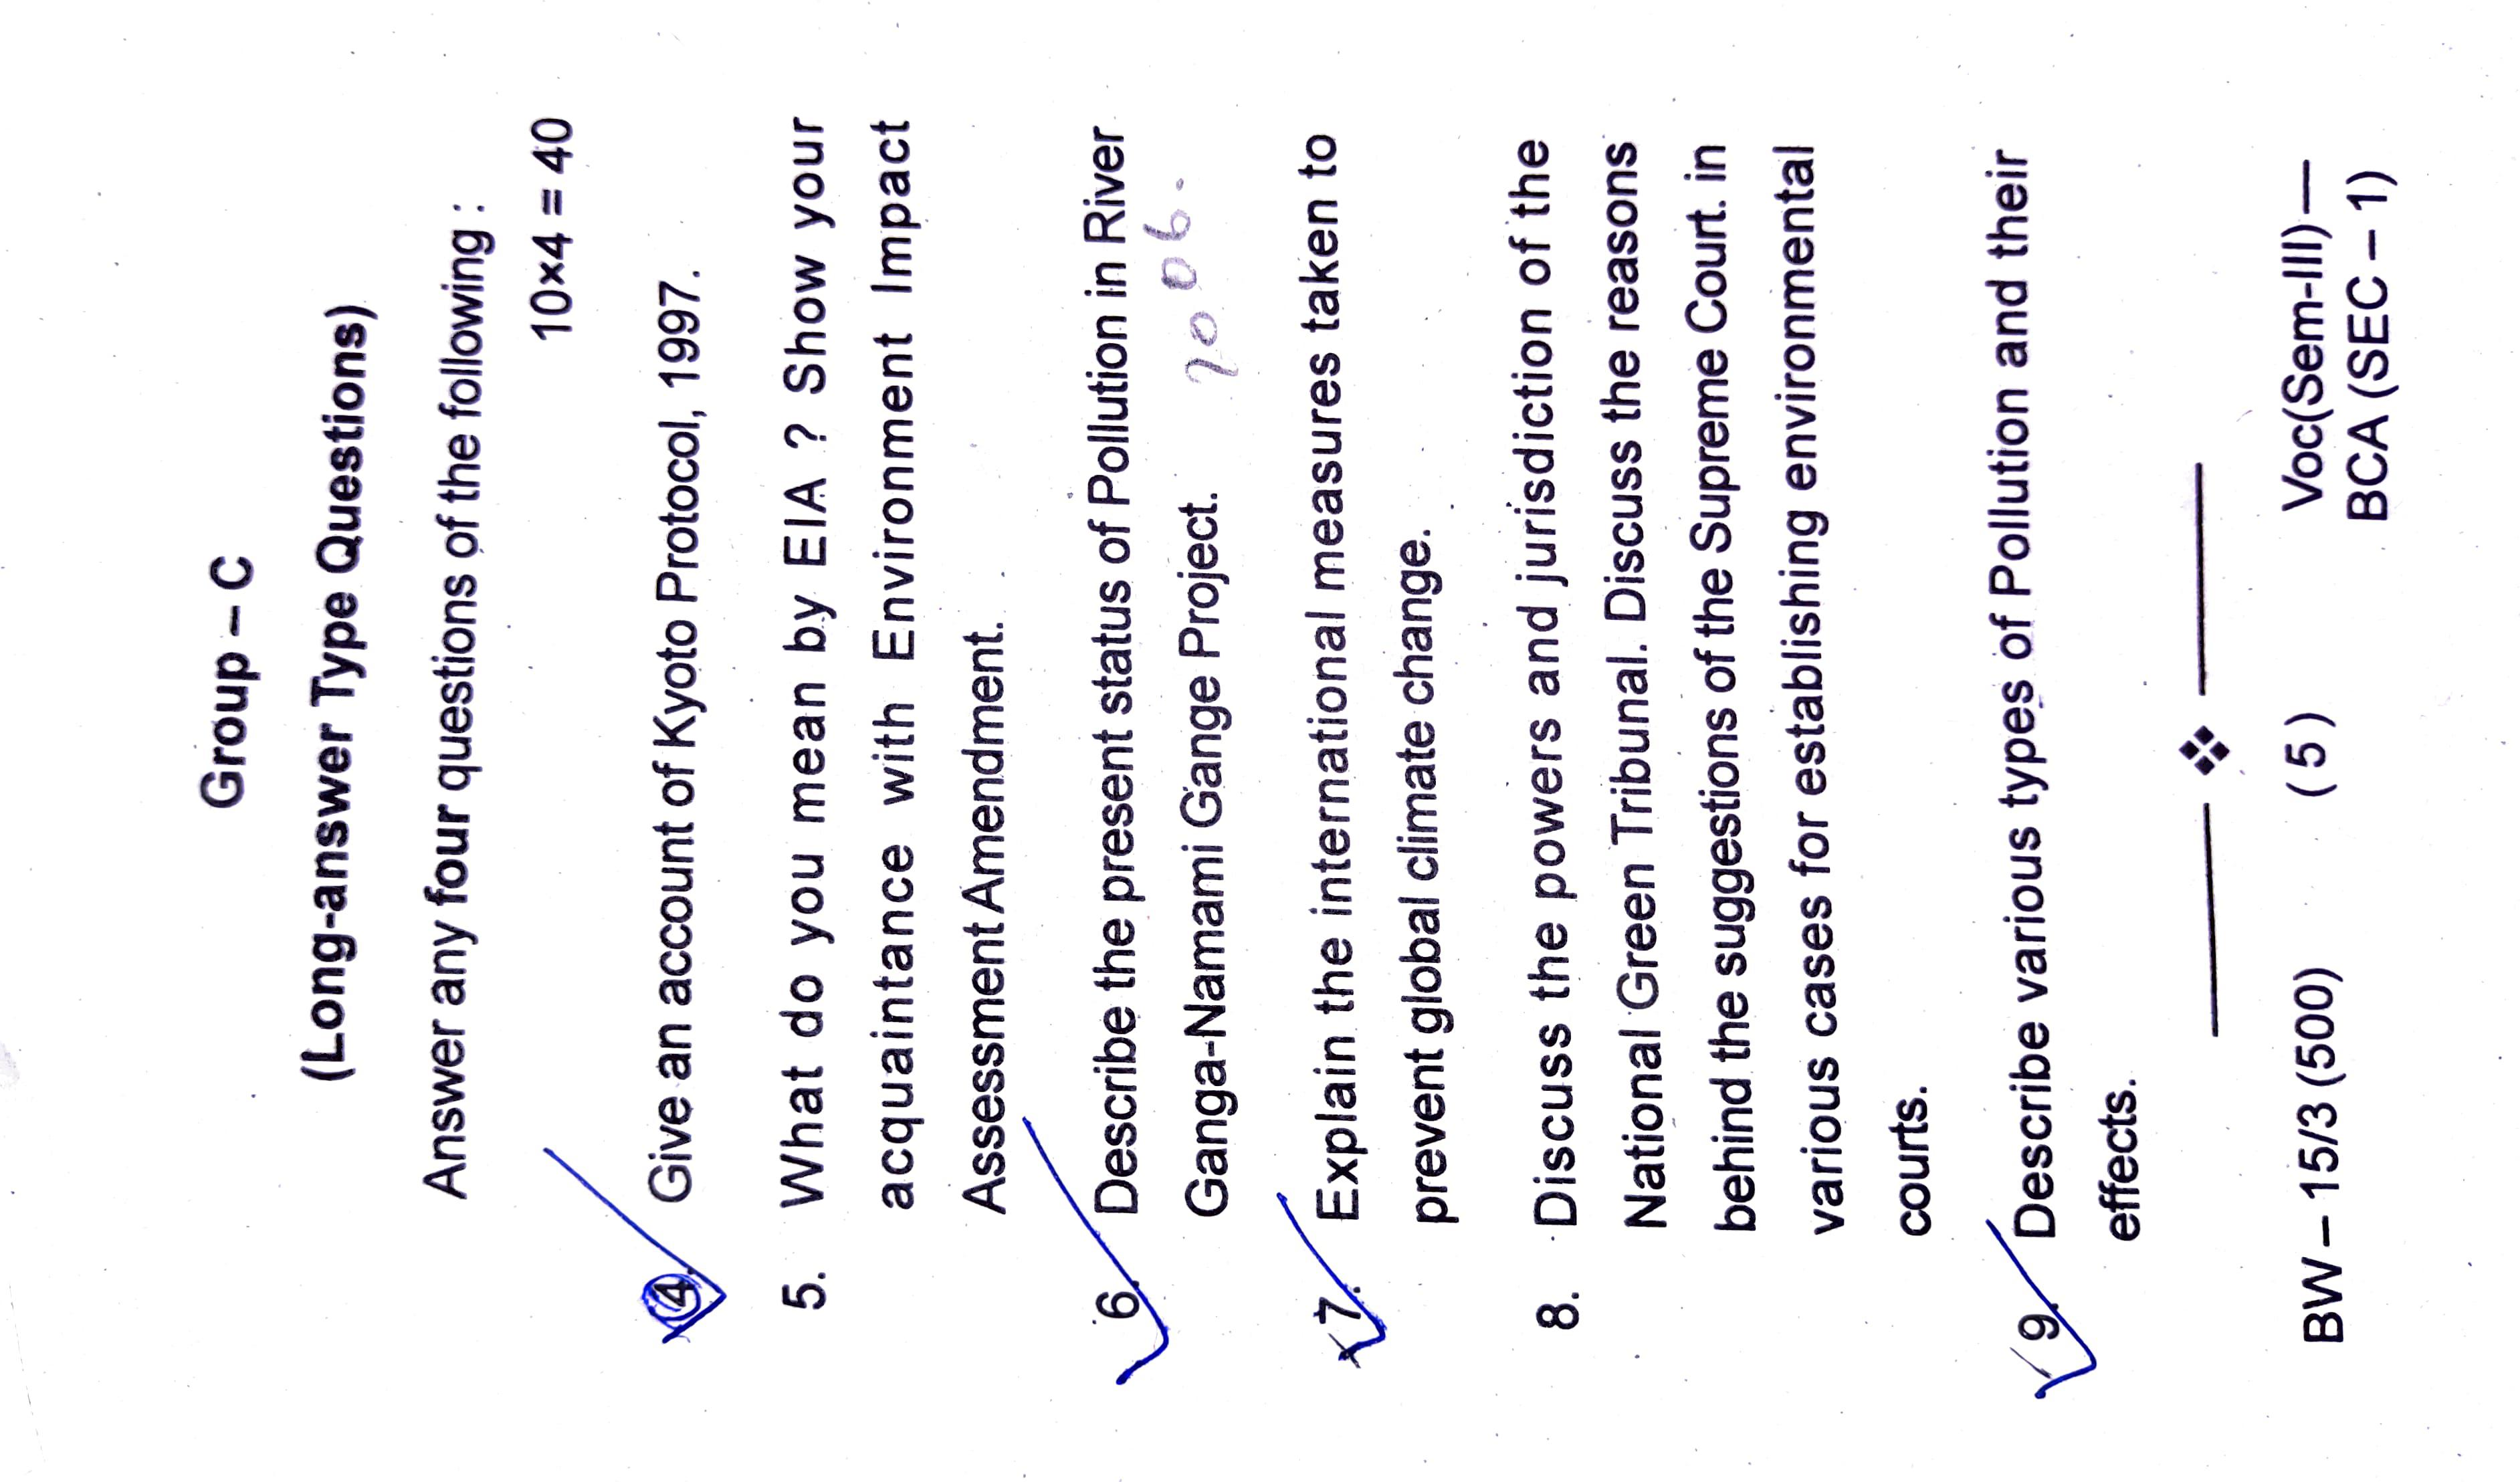 Group – C
(Long-answer Type Questions)
Answer any four questions of the following :
10×4 = 40
4. Give an account of Kyoto Protocol, 1997.
5. What do you mean by EIA ? Show your
acquaintance with Environment Impact
Assessment Amendment.
6. Describe the present status of Pollution in River
Ganga-Namami Gange Project.
2006.
7. Explain the international measures taken to
prevent global climate change.
8. Discuss the powers and jurisdiction of the
National Green Tribunal. Discuss the reasons
behind the suggestions of the Supreme Court. in
various cases for establishing environmental
courts.
9. Describe various types of Pollution and their
effects.
BW – 15/3 (500) ( 5 ) Voc(Sem-III) —
BCA (SEC – 1)